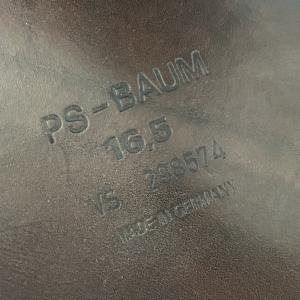 PS-BAUM
16,5
VS 298574
MADE IN GERMANY